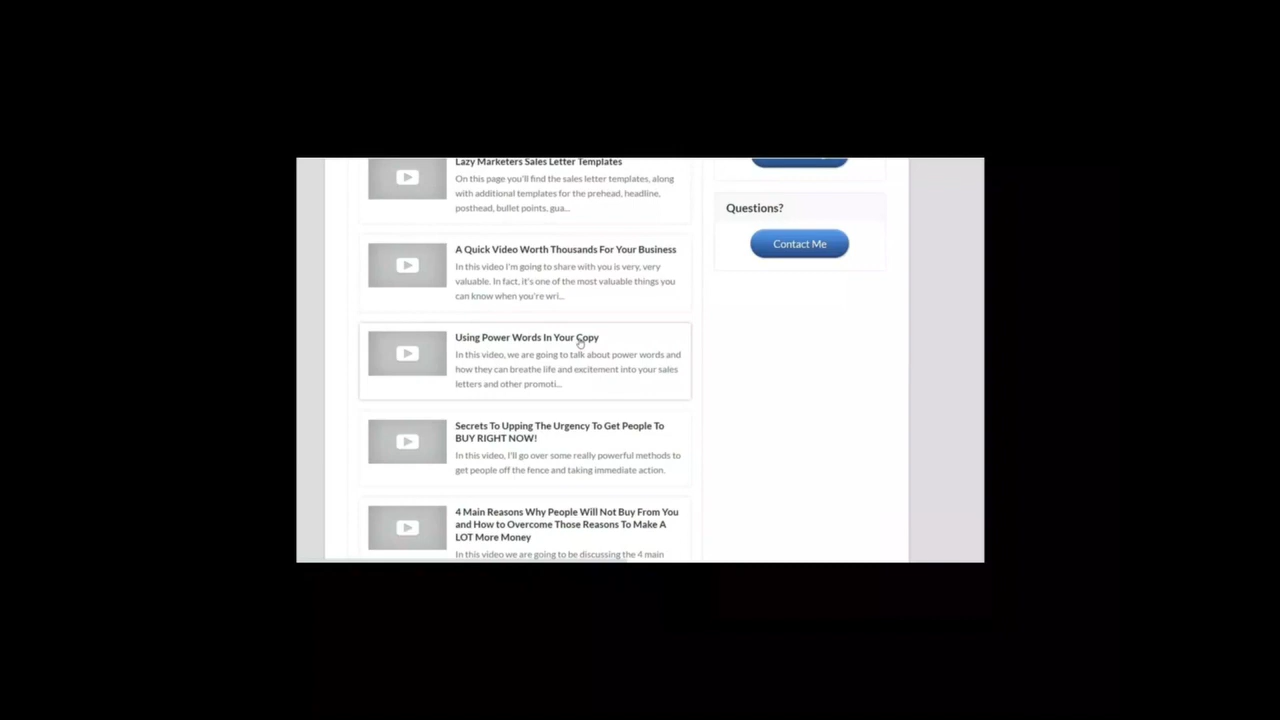 Lazy Marketers Sales Letter Templates
On this page you'll find the sales letter templates, along
with additional templates for the prehead, headline,
posthead, bullet points, gua...
A Quick Video Worth Thousands For Your Business
In this video I'm going to share with you is very, very
valuable. In fact, it's one of the most valuable things you
can know when you're wri...
Using Power Words In Your Copy
In this video, we are going to talk about power words and
how they can breathe life and excitement into your sales
letters and other promoti...
Secrets To Upping The Urgency To Get People To
BUY RIGHT NOW!
In this video, I'll go over some really powerful methods to
get people off the fence and taking immediate action.
4 Main Reasons Why People Will Not Buy From You
and How to Overcome Those Reasons To Make A
LOT More Money
In this video we are going to be discussing the 4 main
Questions?
Contact Me